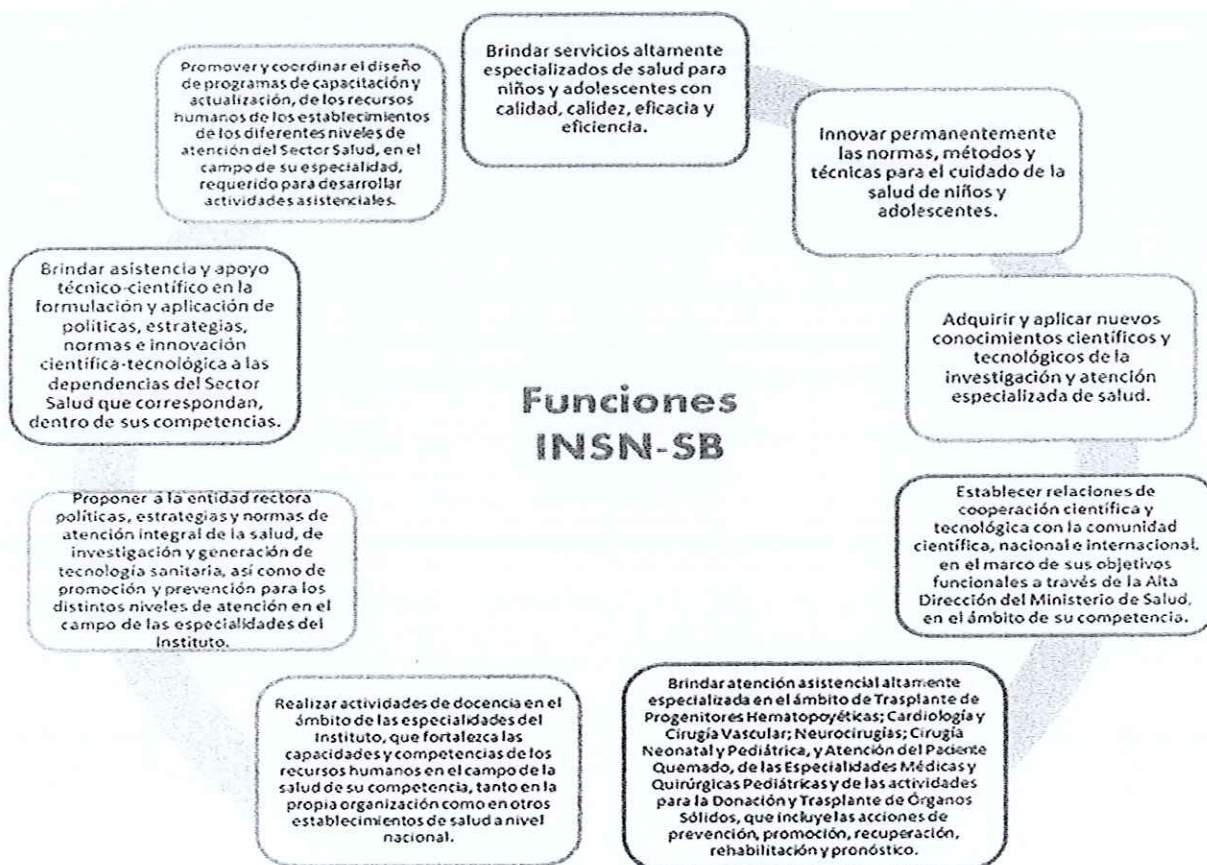 Brindar servicios altamente
especializados de salud para
niños y adolescentes con
calidad, calidez, eficacia y
eficiencia.
Innovar permanentemente
las normas, métodos y
técnicas para el cuidado de la
salud de niños y
adolescentes.
Adquirir y aplicar nuevos
conocimientos científicos y
tecnológicos de la
investigación y atención
especializada de salud.
Establecer relaciones de
cooperación científica y
tecnológica con la comunidad
científica, nacional e internacional,
en el marco de sus objetivos
funcionales a través de la Alta
Dirección del Ministerio de Salud,
en el ámbito de su competencia.
Brindar atención asistencial altamente
especializada en el ámbito de Trasplante de
Progenitores Hematopoyéticas; Cardiología y
Cirugía Vascular; Neurocirugías; Cirugía
Neonatal y Pediátrica, y Atención del Paciente
Quemado, de las Especialidades Médicas y
Quirúrgicas Pediátricas y de las actividades
para la Donación y Trasplante de Órganos
Sólidos, que incluye las acciones de
prevención, promoción, recuperación,
rehabilitación y pronóstico.
Realizar actividades de docencia en el
ámbito de las especialidades del
Instituto, que fortalezca las
capacidades y competencias de los
recursos humanos en el campo de la
salud de su competencia, tanto en la
propia organización como en otros
establecimientos de salud a nivel
nacional.
Proponer a la entidad rectora
políticas, estrategias y normas de
atención integral de la salud, de
investigación y generación de
tecnología sanitaria, así como de
promoción y prevención para los
distintos niveles de atención en el
campo de las especialidades del
Instituto.
Brindar asistencia y apoyo
técnico-científico en la
formulación y aplicación de
políticas, estrategias,
normas e innovación
científica-tecnológica a las
dependencias del Sector
Salud que correspondan,
dentro de sus competencias.
Promover y coordinar el diseño
de programas de capacitación y
actualización, de los recursos
humanos de los establecimientos
de los diferentes niveles de
atención del Sector Salud, en el
campo de su especialidad,
requerido para desarrollar
actividades asistenciales.
Funciones
INSN-SB